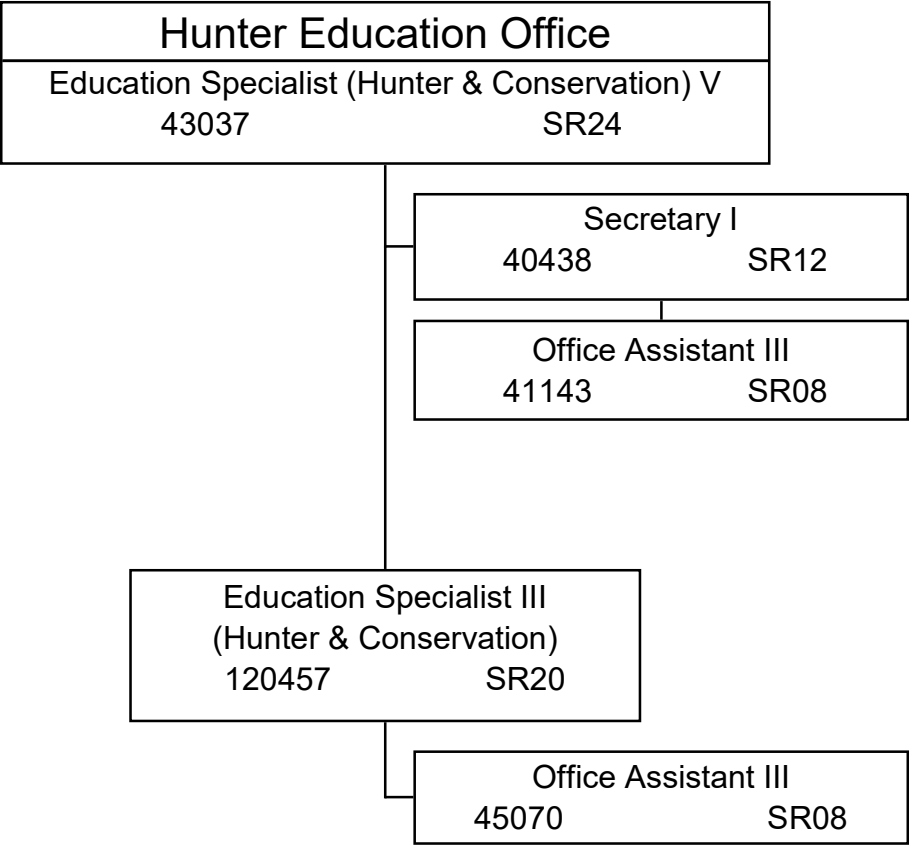 Hunter Education Office
Education Specialist (Hunter & Conservation) V
43037 SR24
Secretary I
40438 SR12
Office Assistant III
41143 SR08
Education Specialist III
(Hunter & Conservation)
120457 SR20
Office Assistant III
45070 SR08